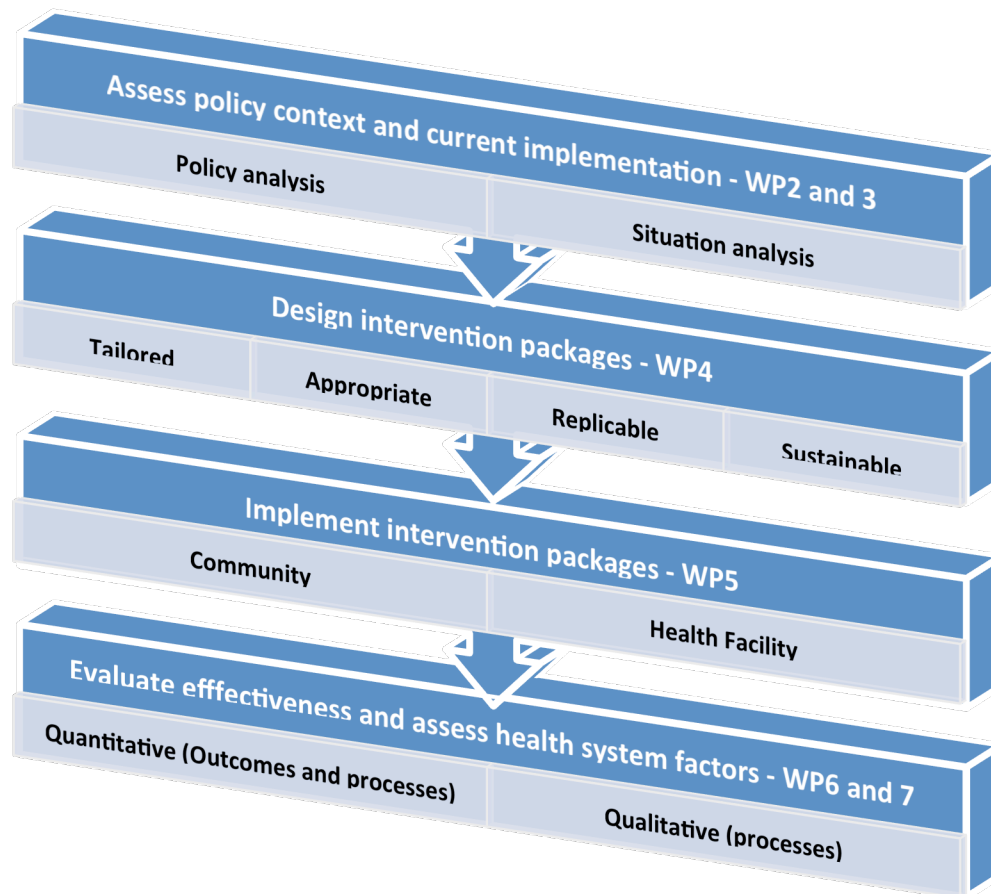 Assess policy context and current implementation - WP2 and 3
Policy analysis
Situation analysis
Design intervention packages - WP4
Tailored
Appropriate
Replicable
Sustainable
Implement intervention packages - WP5
Community
Health Facility
Evaluate efffectiveness and assess health system factors - WP6 and 7
Quantitative (Outcomes and processes)
Qualitative (processes)